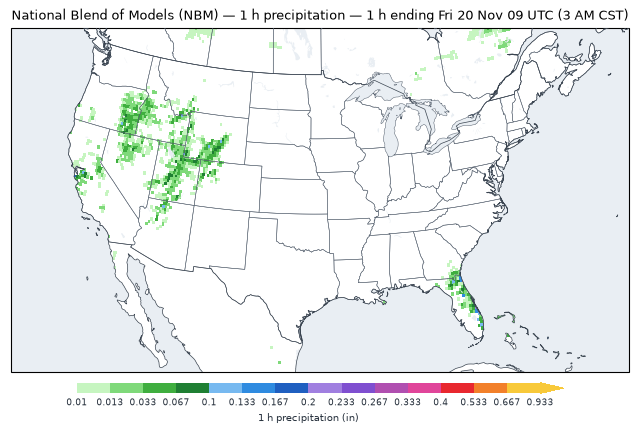 National Blend of Models (NBM) — 1 h precipitation — 1 h ending Fri 20 Nov 09 UTC (3 AM CST)
0.01 0.013 0.033 0.067 0.1 0.133 0.167 0.2 0.233 0.267 0.333 0.4 0.533 0.667 0.933
1 h precipitation (in)